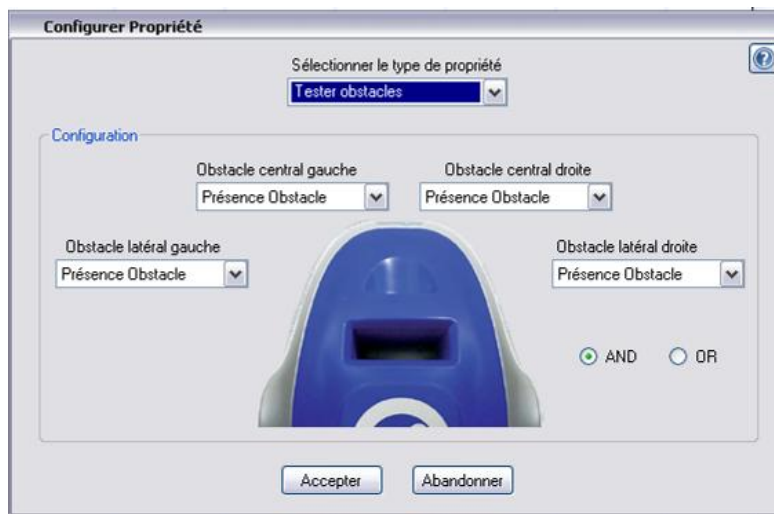 Configurer Propriété
Sélectionner le type de propriété
Tester obstacles
Configuration
Obstacle central gauche
Obstacle central droite
Présence Obstacle
Présence Obstacle
Obstacle latéral gauche
Obstacle latéral droite
Présence Obstacle
Présence Obstacle
AND
OR
Accepter
Abandonner